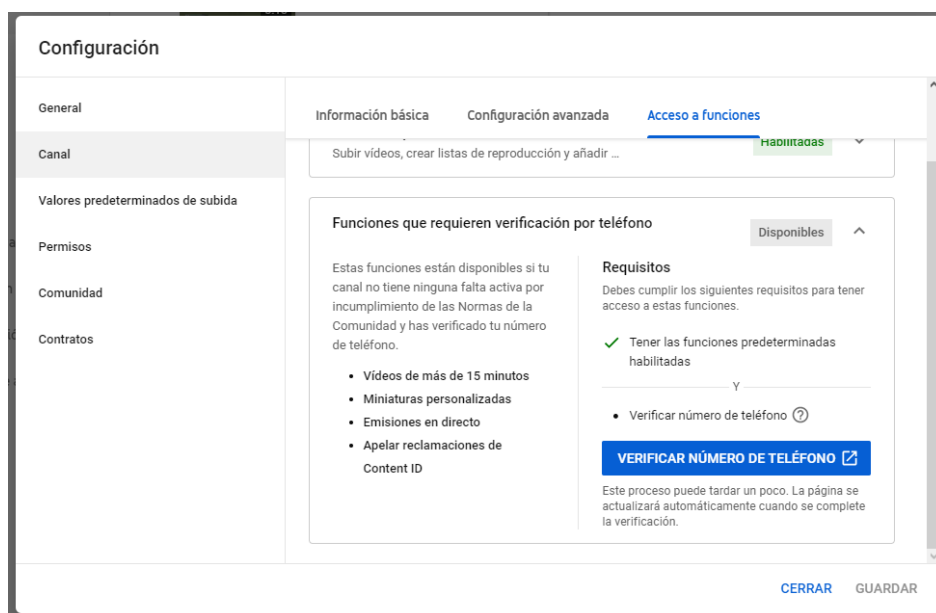 Configuración
General
Canal
Valores predeterminados de subida
Permisos
Comunidad
Contratos
Información básica
Configuración avanzada
Acceso a funciones
Subir vídeos, crear listas de reproducción y añadir ...
Habilitadas
Funciones que requieren verificación por teléfono
Disponibles
Estas funciones están disponibles si tu
canal no tiene ninguna falta activa por
incumplimiento de las Normas de la
Comunidad y has verificado tu número
de teléfono.
• Vídeos de más de 15 minutos
• Miniaturas personalizadas
• Emisiones en directo
• Apelar reclamaciones de
Content ID
Requisitos
Debes cumplir los siguientes requisitos para tener
acceso a estas funciones.
Tener las funciones predeterminadas
habilitadas
Y
• Verificar número de teléfono
VERIFICAR NÚMERO DE TELÉFONO
Este proceso puede tardar un poco. La página se
actualizará automáticamente cuando se complete
la verificación.
CERRAR
GUARDAR